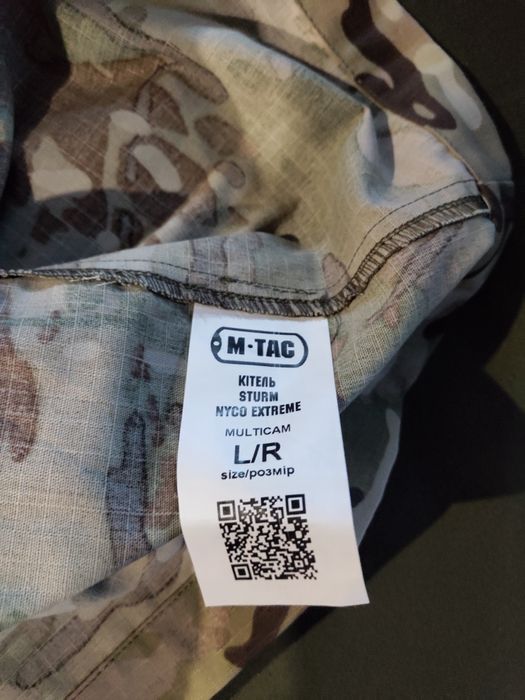 M-TAC
КІТЕЛЬ
STURM
NYCO EXTREME
MULTICAM
L/R
size/розмір